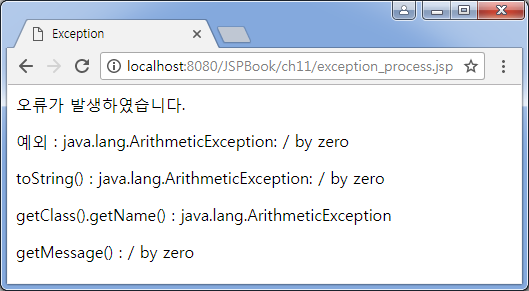 Exception
localhost:8080/JSPBook/ch11/exception_process.jsp
오류가 발생하였습니다.
예외 : java.lang.ArithmeticException: / by zero
toString() : java.lang.ArithmeticException: / by zero
getClass().getName() : java.lang.ArithmeticException
getMessage() : / by zero